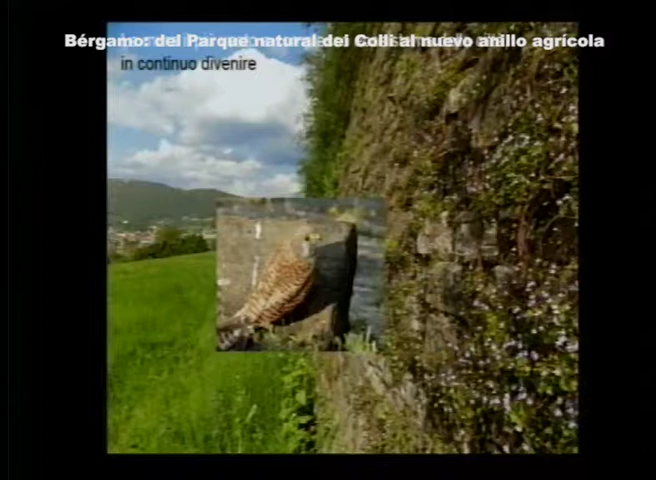 Bérgamo: del Parque natural dei Colli al nuevo anillo agrícola
in continuo divenire